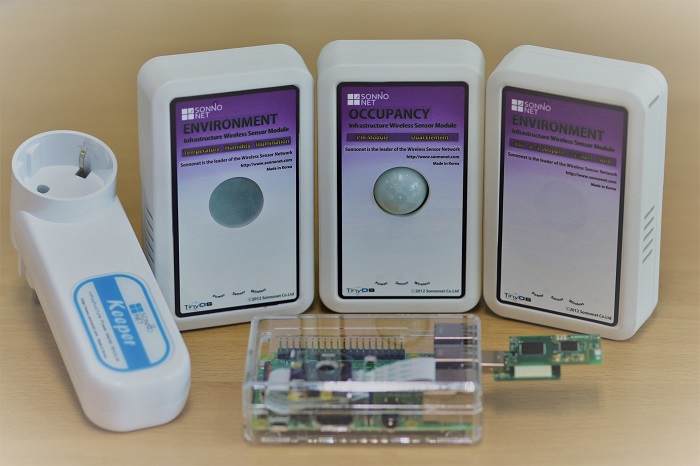 SONNO
NET
ENVIRONMENT
Infrastructure Wireless Sensor Module
Temperature - Humidity - Illumination
Sonnonet is the leader of the Wireless Sensor Network
http://www.sonnonet.com
Made in Korea
TinyOS
©2012 Sonnonet Co.Ltd
SONNO
NET
OCCUPANCY
Infrastructure Wireless Sensor Module
PIR Module Dual Element
Sonnonet is the leader of the Wireless Sensor Network
http://www.sonnonet.com
Made in Korea
TinyOS
©2012 Sonnonet Co.Ltd
SONNO
NET
ENVIRONMENT
Infrastructure Wireless Sensor Module
Sonnonet is the leader of the Wireless Sensor Network
http://www.sonnonet.com
Made in Korea
TinyOS
©2012 Sonnonet Co.Ltd
Keeper